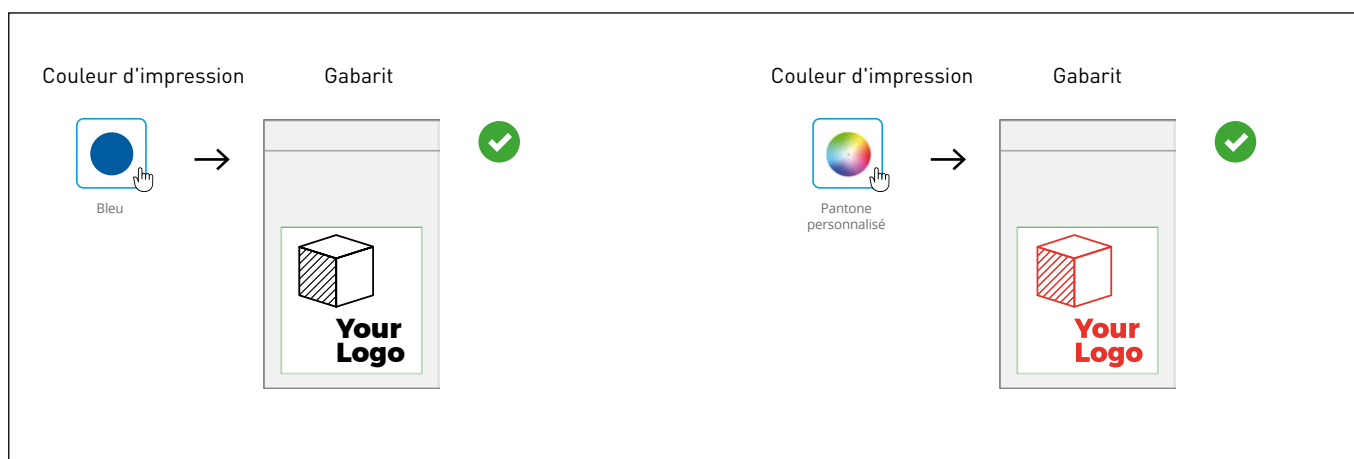 Couleur d'impression
Gabarit
Bleu
Your
Logo
Couleur d'impression
Gabarit
Pantone
personnalisé
Your
Logo